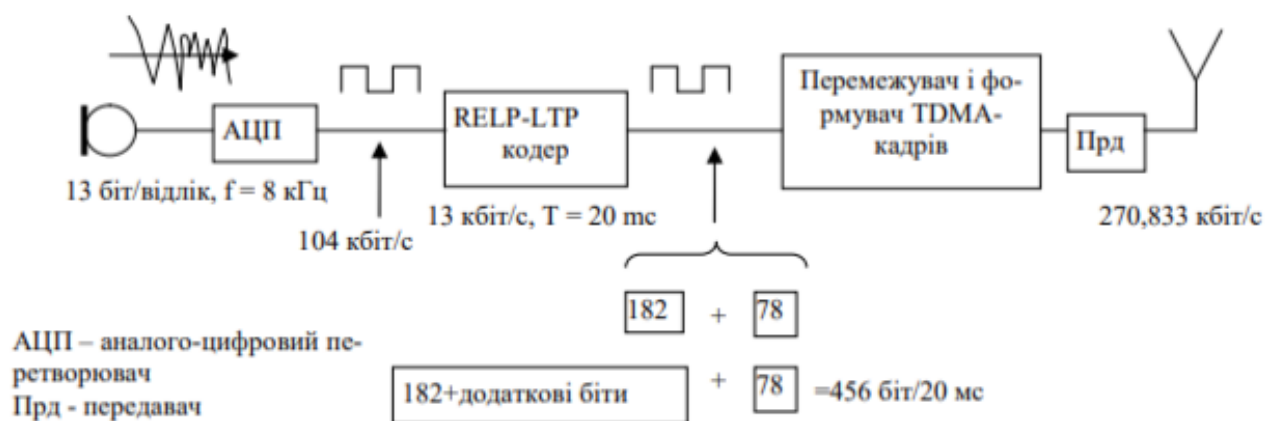 АЦП
RELP-LTP
кодер
Перемежувач і фо-
рмувач TDMA-
кадрів
Прд
13 біт/відлік, f = 8 кГц
104 кбіт/с
13 кбіт/с, T = 20 mc
270,833 кбіт/с
182 + 78
АЦП – аналого-цифровий пе-
ретворювач
Прд - передавач
182+додаткові біти + 78 =456 біт/20 мс